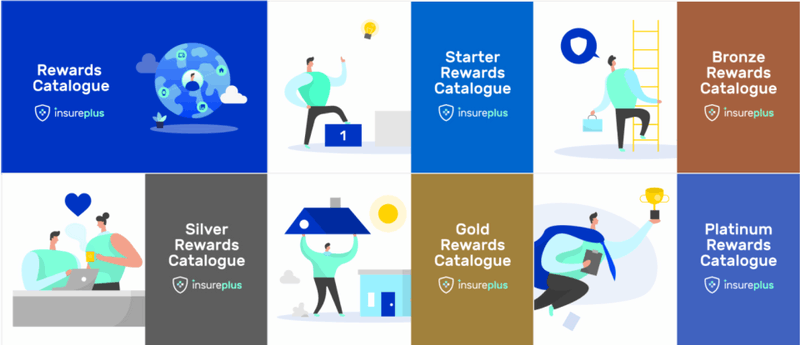 Rewards
Catalogue
insureplus
1
Starter
Rewards
Catalogue
insureplus
Bronze
Rewards
Catalogue
insureplus
Silver
Rewards
Catalogue
insureplus
Gold
Rewards
Catalogue
insureplus
Platinum
Rewards
Catalogue
insureplus